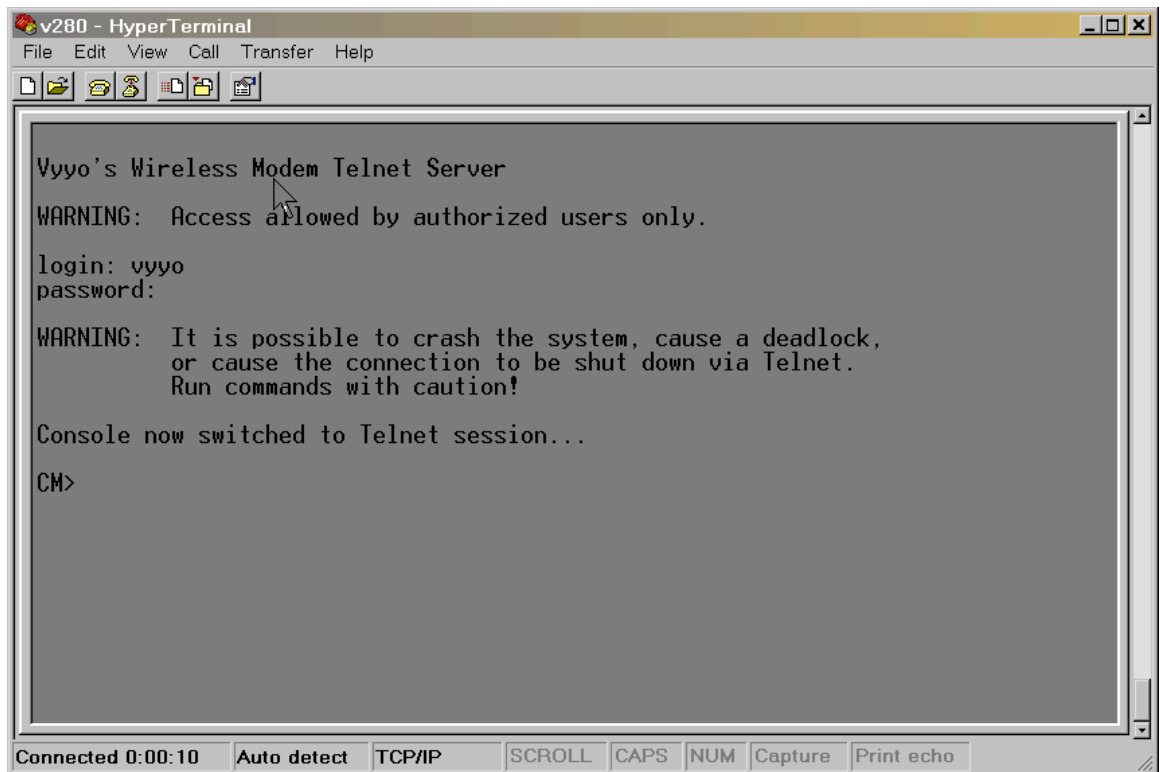 v280 - HyperTerminal
File Edit View Call Transfer Help
Vyyo's Wireless Modem Telnet Server
WARNING: Access allowed by authorized users only.
login: vyyo
password:
WARNING: It is possible to crash the system, cause a deadlock,
or cause the connection to be shut down via Telnet.
Run commands with caution!
Console now switched to Telnet session...
CM>
Connected 0:00:10 Auto detect TCP/IP SCROLL CAPS NUM Capture Print echo